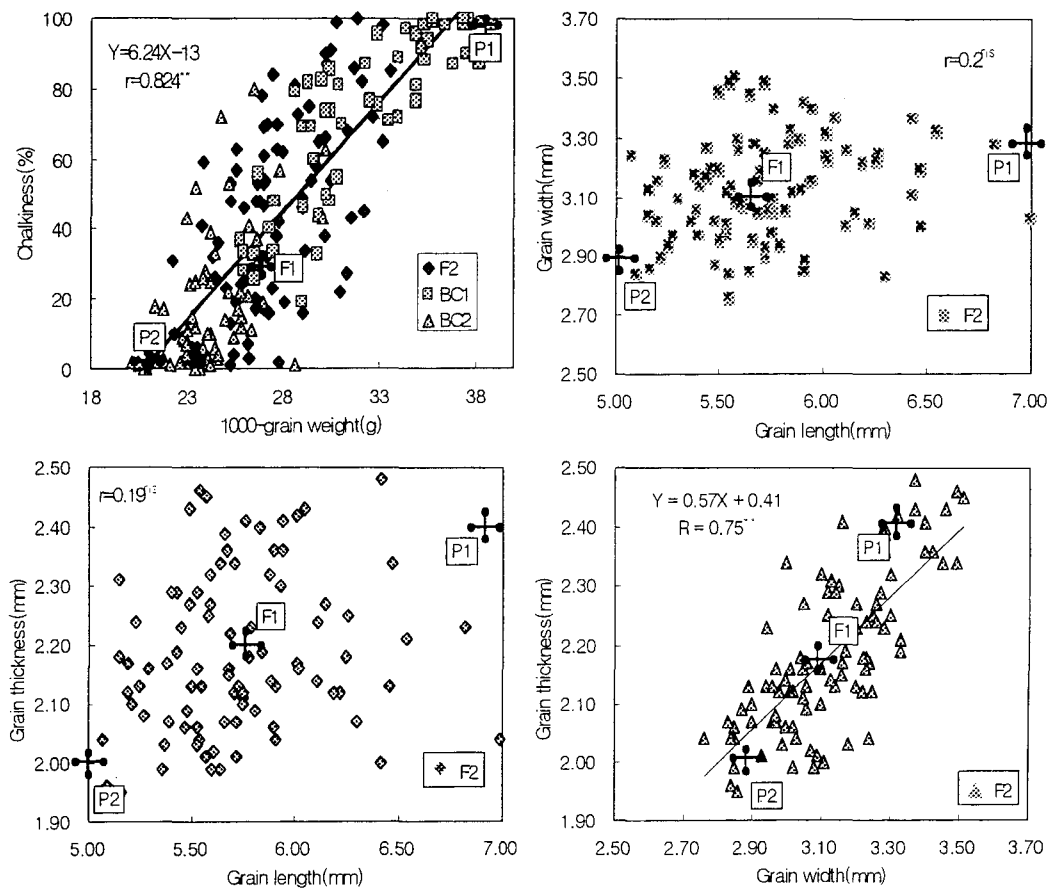 Y=6.24X-13
r=0.824**
Chalkiness(%)
100
80
60
40
20
0
18
23
28
33
38
1000-grain weight(g)
P1
F1
P2
F2
BC1
BC2
r=0.2ns
Grain width(mm)
3.70
3.50
3.30
3.10
2.90
2.70
2.50
5.00
5.50
6.00
6.50
7.00
Grain length(mm)
P1
F1
P2
F2
r=0.19ns
Grain thickness(mm)
2.50
2.40
2.30
2.20
2.10
2.00
1.90
5.00
5.50
6.00
6.50
7.00
Grain length(mm)
P1
F1
P2
F2
Y = 0.57X + 0.41
R = 0.75**
Grain thickness(mm)
2.50
2.40
2.30
2.20
2.10
2.00
1.90
2.50
2.70
2.90
3.10
3.30
3.50
3.70
Grain width(mm)
P1
F1
P2
F2